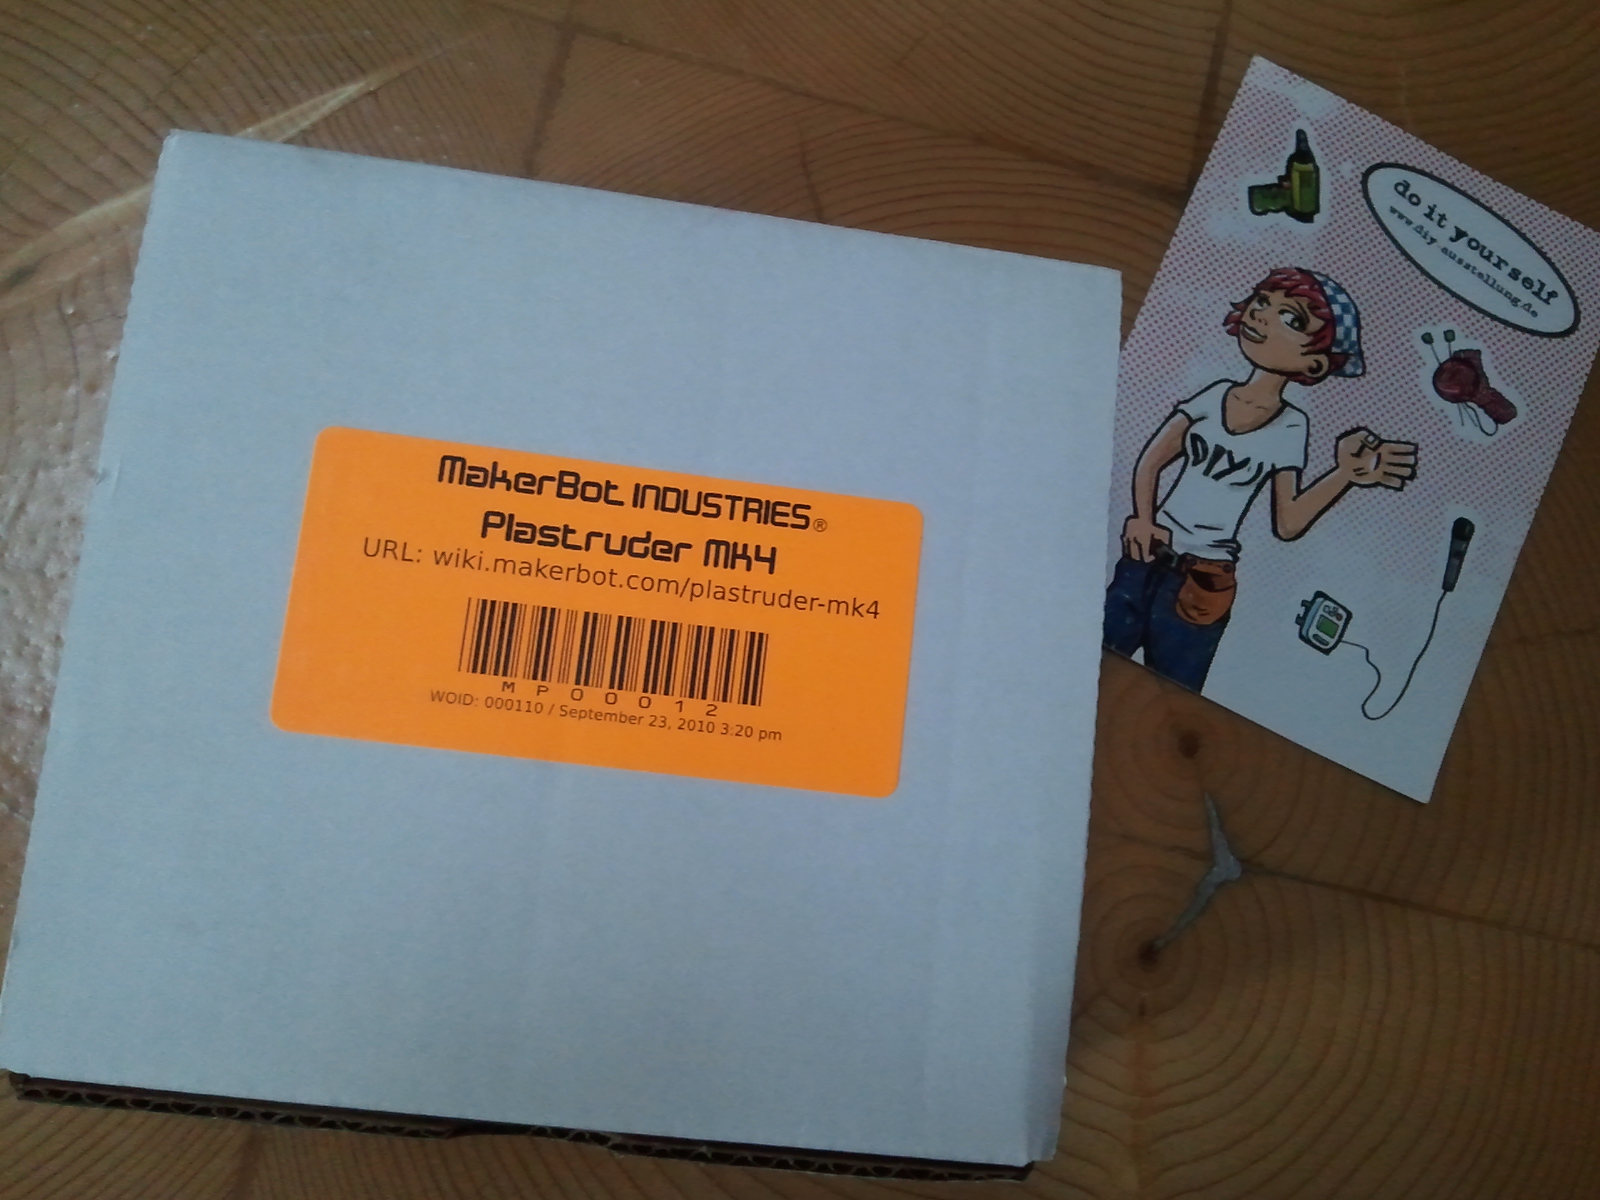 MakerBot INDUSTRIES®
Plastruder MK4
URL: wiki.makerbot.com/plastruder-mk4
MP00012
WOID: 000110 / September 23, 2010 3:20 pm
do it yourself
www.diy-ausstellung.de
DIY